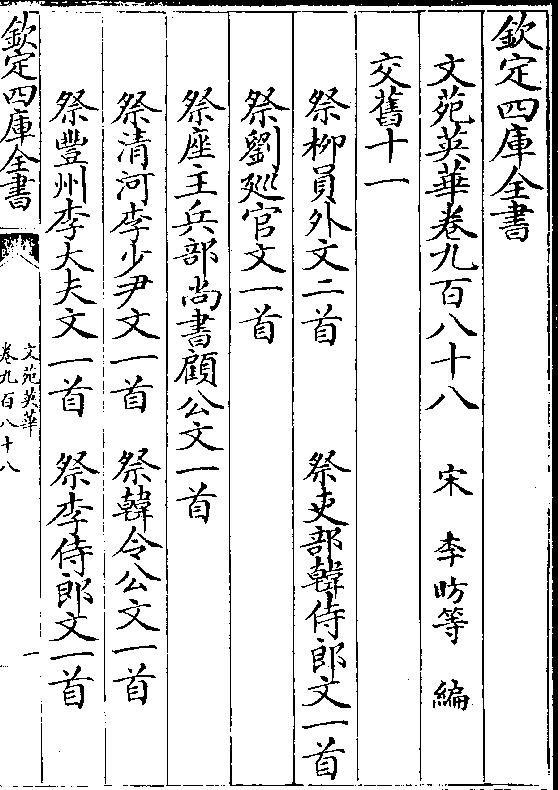 欽定四庫全書
文苑英華卷九百八十八　宋　李昉等　編
交舊十一
祭柳員外文二首　祭吏部韓侍郎文一首
祭劉廵官文一首
祭座主兵部尚書顧公文一首
祭清河李少尹文一首　祭韓令公文一首
祭豐州李大夫文一首　祭李侍郎文一首
欽定四庫全書
文苑英華
卷九百八十八
一